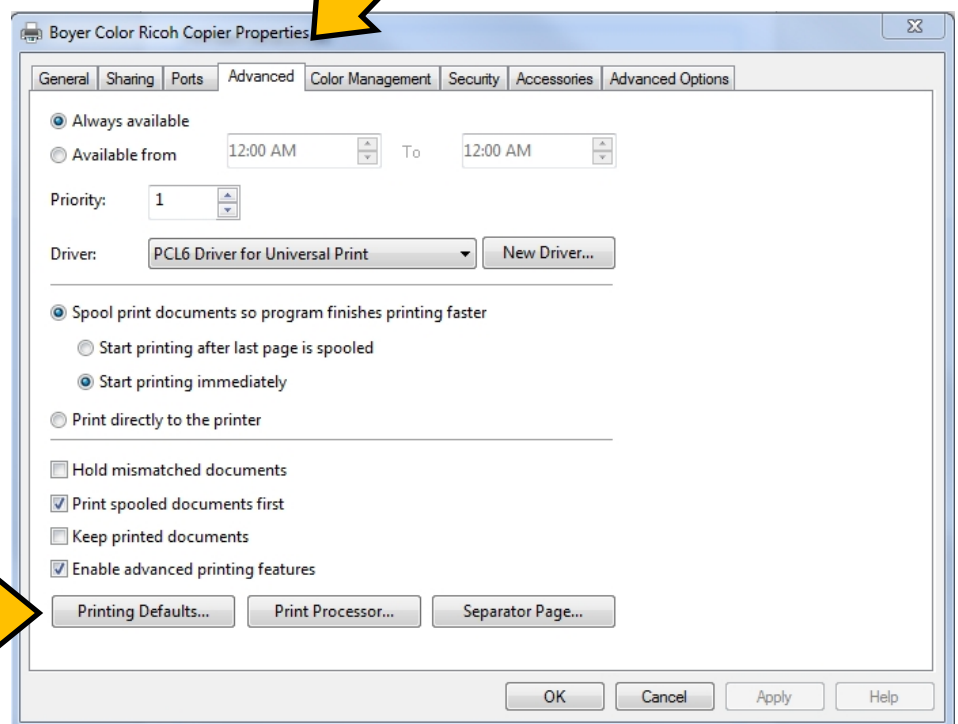 Boyer Color Ricoh Copier Properties
General Sharing Ports Advanced Color Management Security Accessories Advanced Options
Always available
Available from 12:00 AM To 12:00 AM
Priority: 1
Driver: PCL6 Driver for Universal Print New Driver...
Spool print documents so program finishes printing faster
Start printing after last page is spooled
Start printing immediately
Print directly to the printer
Hold mismatched documents
Print spooled documents first
Keep printed documents
Enable advanced printing features
Printing Defaults... Print Processor... Separator Page...
OK Cancel Apply Help